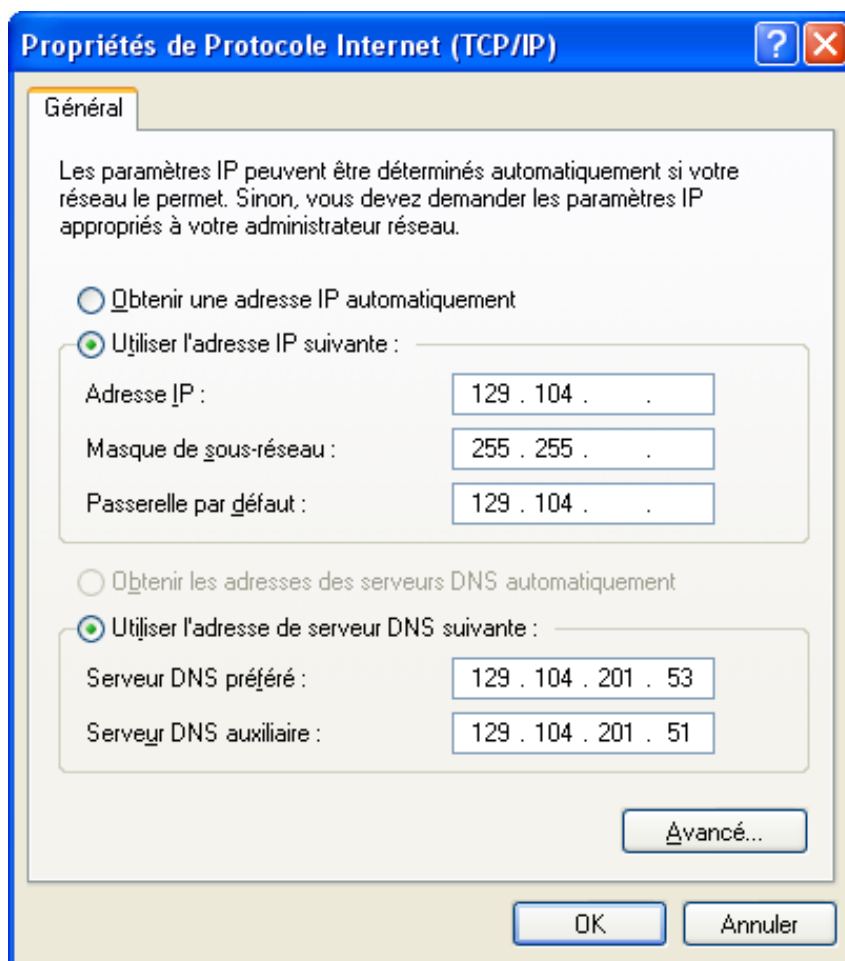 Propriétés de Protocole Internet (TCP/IP)
Général
Les paramètres IP peuvent être déterminés automatiquement si votre
réseau le permet. Sinon, vous devez demander les paramètres IP
appropriés à votre administrateur réseau.
Obtenir une adresse IP automatiquement
Utiliser l'adresse IP suivante :
Adresse IP : 129 . 104 . .
Masque de sous-réseau : 255 . 255 . .
Passerelle par défaut : 129 . 104 . .
Obtenir les adresses des serveurs DNS automatiquement
Utiliser l'adresse de serveur DNS suivante :
Serveur DNS préféré : 129 . 104 . 201 . 53
Serveur DNS auxiliaire : 129 . 104 . 201 . 51
Avancé...
OK Annuler